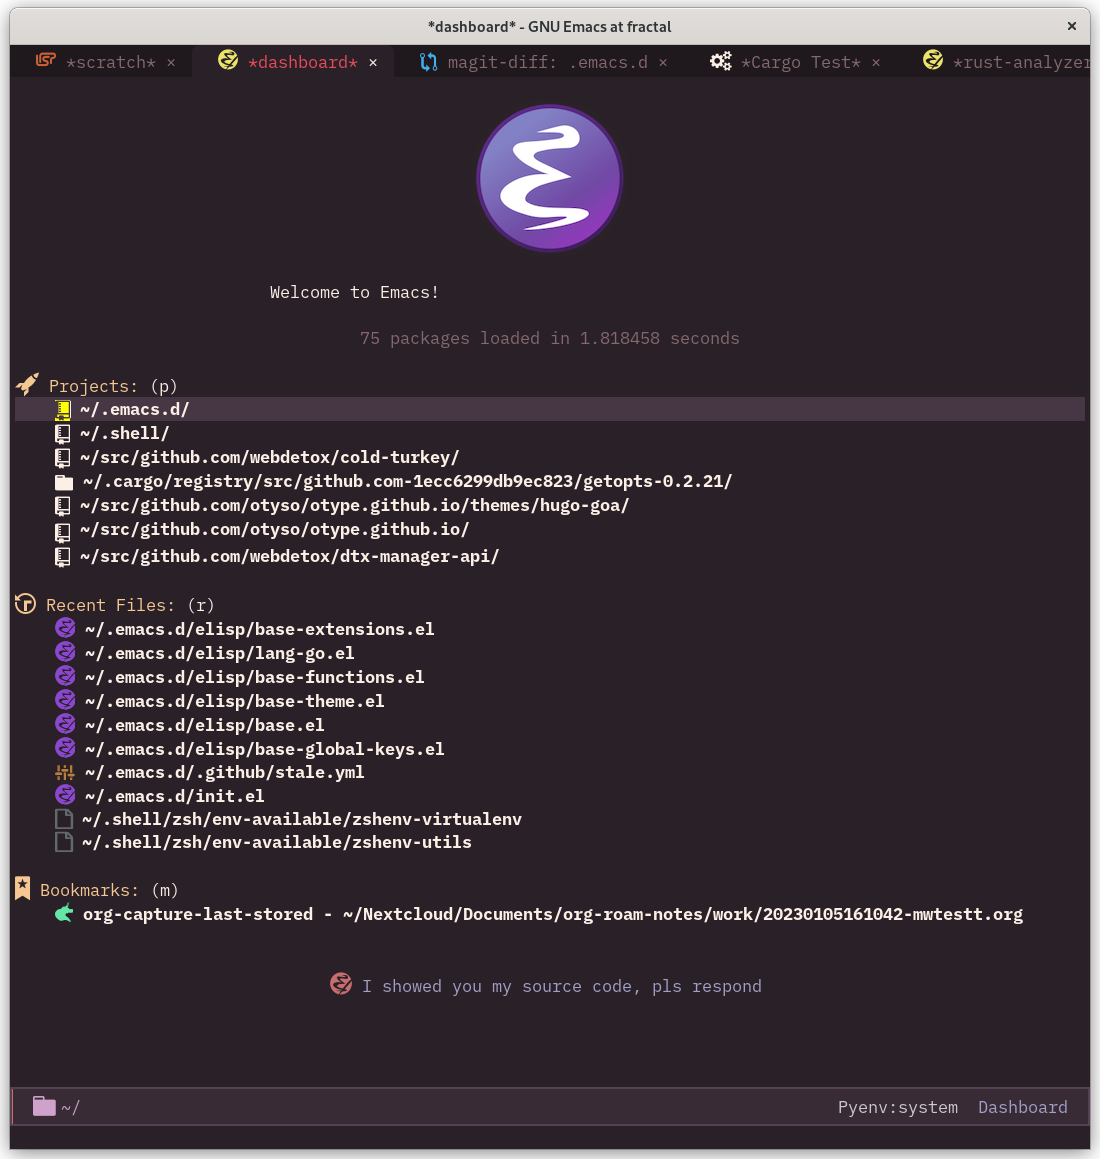 *dashboard* - GNU Emacs at fractal ×
*scratch* × *dashboard* × magit-diff: .emacs.d × *Cargo Test* × *rust-analyzer
Welcome to Emacs!
75 packages loaded in 1.818458 seconds
Projects: (p)
~/.emacs.d/
~/.shell/
~/src/github.com/webdetox/cold-turkey/
~/.cargo/registry/src/github.com-1ecc6299db9ec823/getopts-0.2.21/
~/src/github.com/otyso/otype.github.io/themes/hugo-goa/
~/src/github.com/otyso/otype.github.io/
~/src/github.com/webdetox/dtx-manager-api/
Recent Files: (r)
~/.emacs.d/elisp/base-extensions.el
~/.emacs.d/elisp/lang-go.el
~/.emacs.d/elisp/base-functions.el
~/.emacs.d/elisp/base-theme.el
~/.emacs.d/elisp/base.el
~/.emacs.d/elisp/base-global-keys.el
~/.emacs.d/.github/stale.yml
~/.emacs.d/init.el
~/.shell/zsh/env-available/zshenv-virtualenv
~/.shell/zsh/env-available/zshenv-utils
Bookmarks: (m)
org-capture-last-stored - ~/Nextcloud/Documents/org-roam-notes/work/20230105161042-mwtestt.org
I showed you my source code, pls respond
~/ Pyenv:system Dashboard